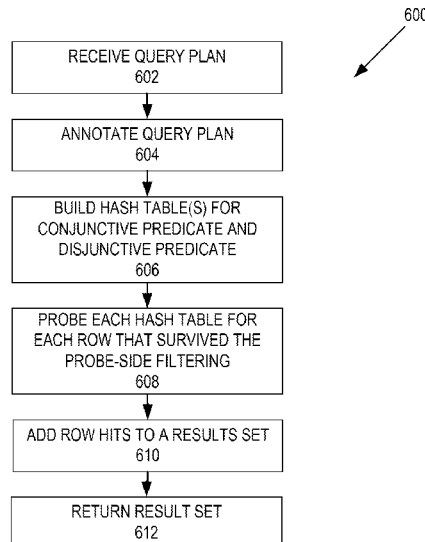 600
RECEIVE QUERY PLAN
602
ANNOTATE QUERY PLAN
604
BUILD HASH TABLE(S) FOR
CONJUNCTIVE PREDICATE AND
DISJUNCTIVE PREDICATE
606
PROBE EACH HASH TABLE FOR
EACH ROW THAT SURVIVED THE
PROBE-SIDE FILTERING
608
ADD ROW HITS TO A RESULTS SET
610
RETURN RESULT SET
612